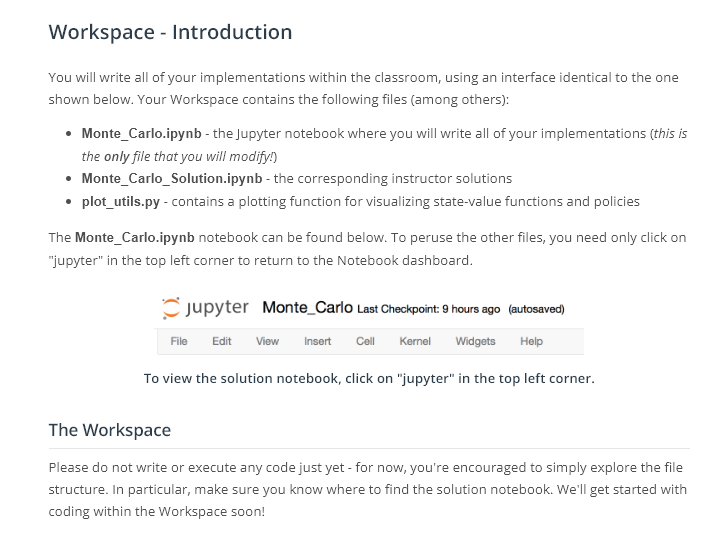 Workspace - Introduction
You will write all of your implementations within the classroom, using an interface identical to the one
shown below. Your Workspace contains the following files (among others):
• Monte_Carlo.ipynb - the Jupyter notebook where you will write all of your implementations (this is
the only file that you will modify!)
• Monte_Carlo_Solution.ipynb - the corresponding instructor solutions
• plot_utils.py - contains a plotting function for visualizing state-value functions and policies
The Monte_Carlo.ipynb notebook can be found below. To peruse the other files, you need only click on
"jupyter" in the top left corner to return to the Notebook dashboard.
jupyter Monte_Carlo Last Checkpoint: 9 hours ago (autosaved)
File Edit View Insert Cell Kernel Widgets Help
To view the solution notebook, click on "jupyter" in the top left corner.
The Workspace
Please do not write or execute any code just yet - for now, you're encouraged to simply explore the file
structure. In particular, make sure you know where to find the solution notebook. We'll get started with
coding within the Workspace soon!